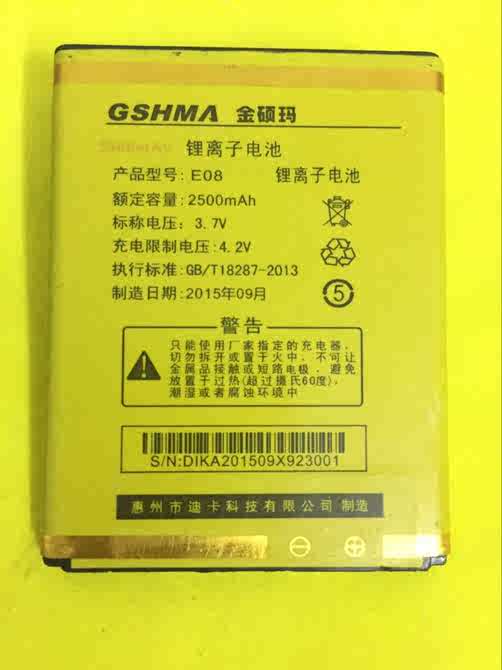 GSHMA 金硕玛
锂离子电池
产品型号: E08 锂离子电池
额定容量: 2500mAh
标称电压: 3.7V
充电限制电压: 4.2V
执行标准: GB/T18287-2013
制造日期: 2015年09月
5
警告
只能使用厂家指定的充电器,
切勿拆开或置于火中, 不可让
金属品接触或短路电极, 避免
放置于过热(超过摄氏60度),
潮湿或者腐蚀环境中
S/N:DIKA201509X923001
惠州市迪卡科技有限公司 制造